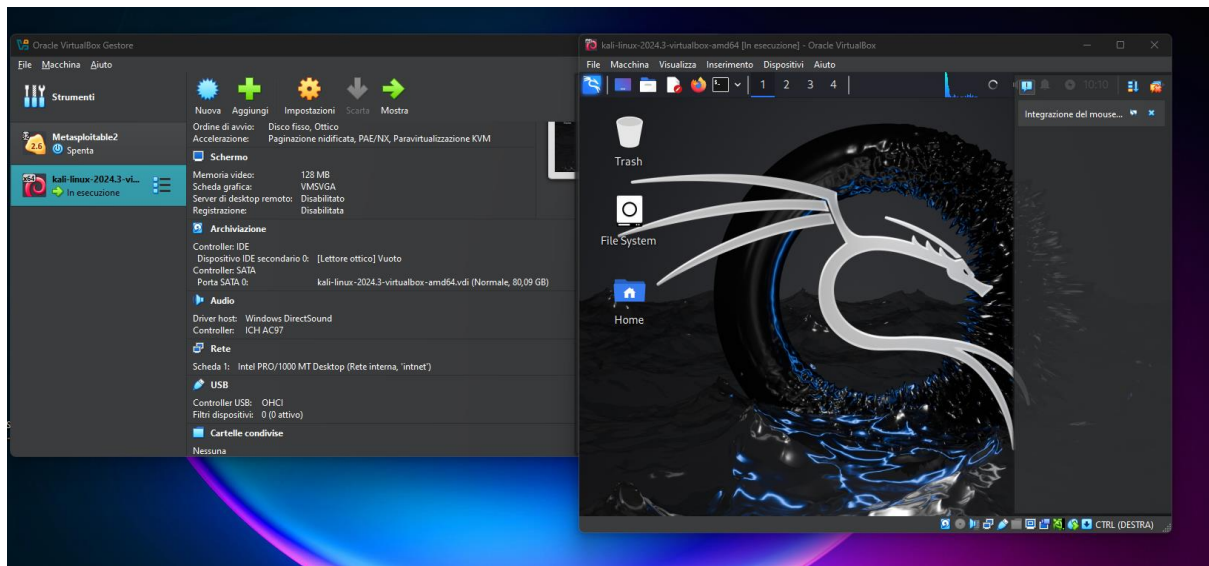 Oracle VirtualBox Gestore
File Macchina Aiuto
Strumenti
Metasploitable2
Spenta
kali-linux-2024.3-vi...
In esecuzione
Nuova Aggiungi Impostazioni Scarta Mostra
Ordine di avvio: Disco fisso, Ottico
Accelerazione: Paginazione nidificata, PAE/NX, Paravirtualizzazione KVM
Schermo
Memoria video: 128 MB
Scheda grafica: VMSVGA
Server di desktop remoto: Disabilitato
Registrazione: Disabilitata
Archiviazione
Controller: IDE
Dispositivo IDE secondario 0: [Lettore ottico] Vuoto
Controller: SATA
Porta SATA 0: kali-linux-2024.3-virtualbox-amd64.vdi (Normale, 80,09 GB)
Audio
Driver host: Windows DirectSound
Controller: ICH AC97
Rete
Scheda 1: Intel PRO/1000 MT Desktop (Rete interna, 'intnet')
USB
Controller USB: OHCI
Filtri dispositivi: 0 (0 attivo)
Cartelle condivise
Nessuna
kali-linux-2024.3-virtualbox-amd64 [In esecuzione] - Oracle VirtualBox
File Macchina Visualizza Inserimento Dispositivi Aiuto
1 2 3 4
10:10
Integrazione del mouse...
Trash
File System
Home
CTRL (DESTRA)